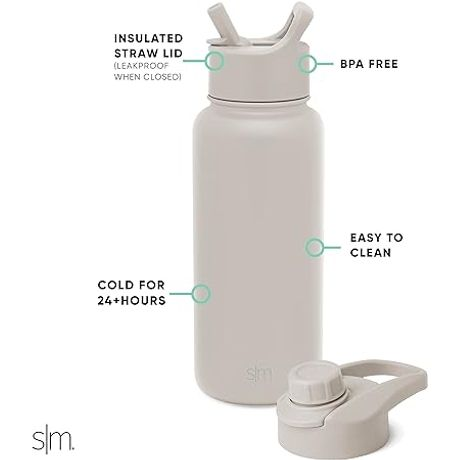 INSULATED
STRAW LID
(LEAKPROOF
WHEN CLOSED)
BPA FREE
EASY TO
CLEAN
COLD FOR
24+HOURS
s|m.
s|m.